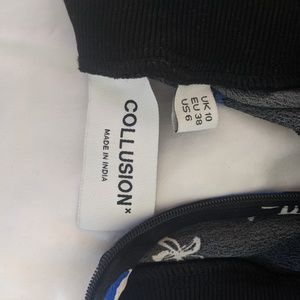 COLLUSION×
MADE IN INDIA
UK 10
EU 38
US 6